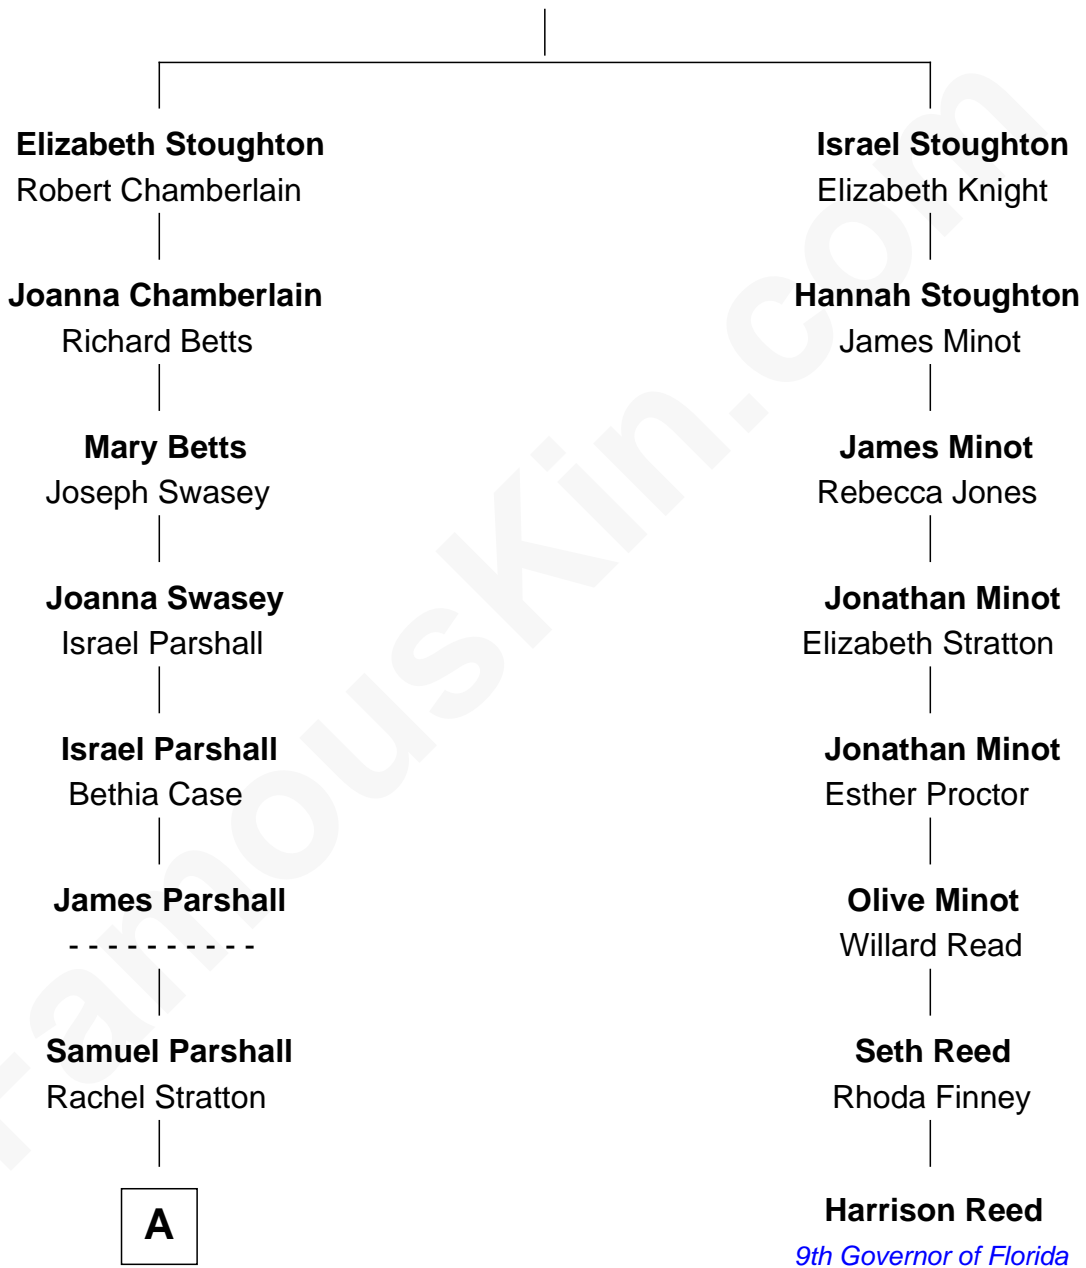 Elizabeth Stoughton
Robert Chamberlain
Joanna Chamberlain
Richard Betts
Mary Betts
Joseph Swasey
Joanna Swasey
Israel Parshall
Israel Parshall
Bethia Case
James Parshall
- - - - - - - - - -
Samuel Parshall
Rachel Stratton
A
Israel Stoughton
Elizabeth Knight
Hannah Stoughton
James Minot
James Minot
Rebecca Jones
Jonathan Minot
Elizabeth Stratton
Jonathan Minot
Esther Proctor
Olive Minot
Willard Read
Seth Reed
Rhoda Finney
Harrison Reed
9th Governor of Florida
FamousKin.com